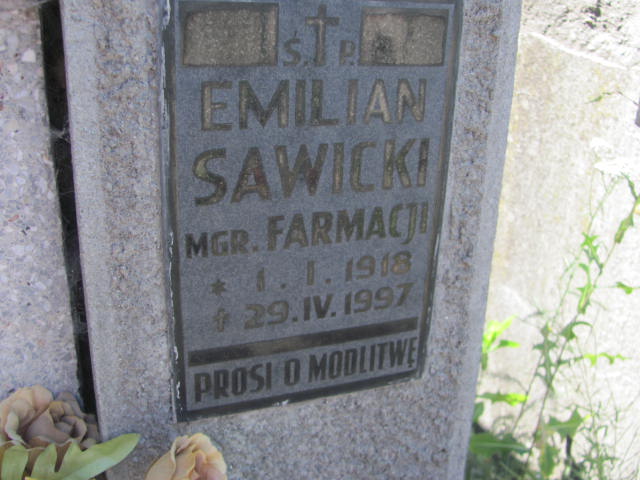 Ś. P.
EMILIAN
SAWICKI
MGR. FARMACJI
* 1. I. 1918
† 29. IV. 1997
PROSI O MODLITWĘ